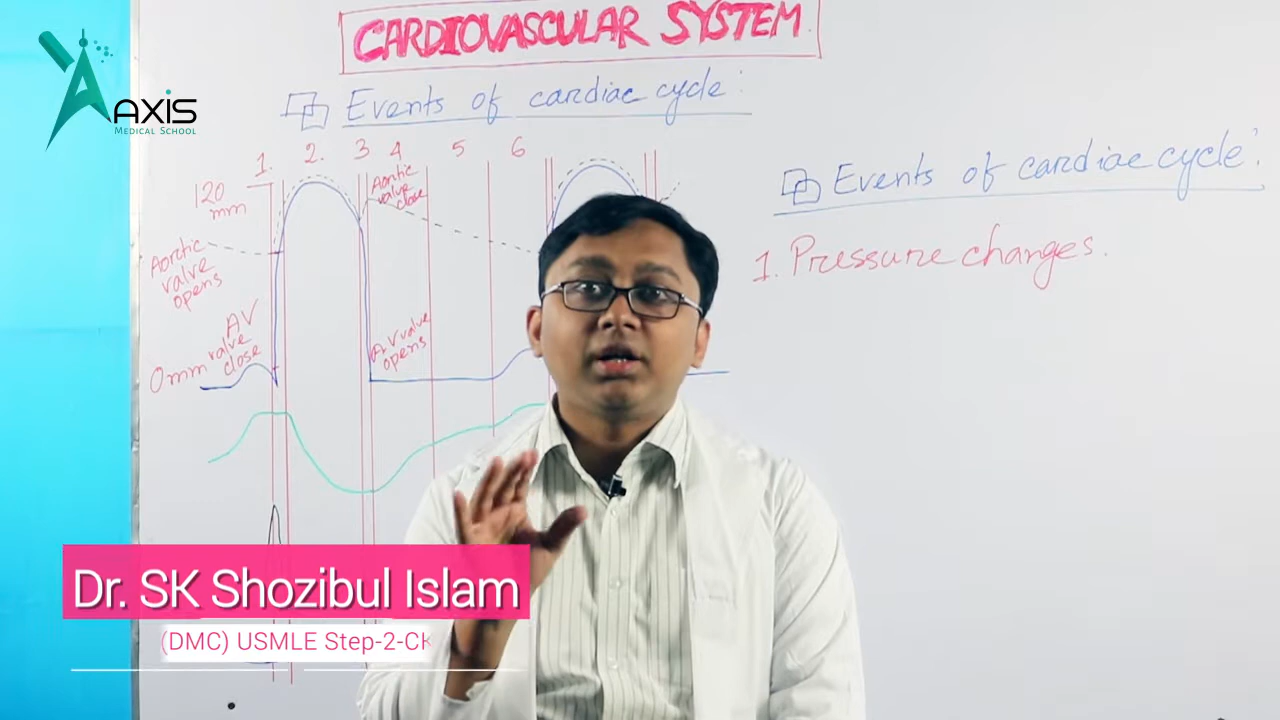 AXIS
MEDICAL SCHOOL
CARDIOVASCULAR SYSTEM
Events of cardiac cycle:
1. 2. 3 4 5 6
120
mm
Aortic
valve
close
Aortic
valve
opens
AV
valve
close
0mm
AV valve
opens
Events of cardiac cycle:
1. Pressure changes.
Dr. SK Shozibul Islam
(DMC) USMLE Step-2-CK